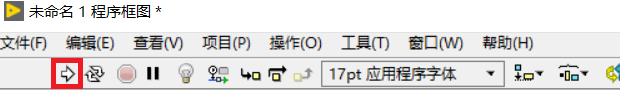 未命名 1 程序框图 *
文件(F) 编辑(E) 查看(V) 项目(P) 操作(O) 工具(T) 窗口(W) 帮助(H)
17pt 应用程序字体